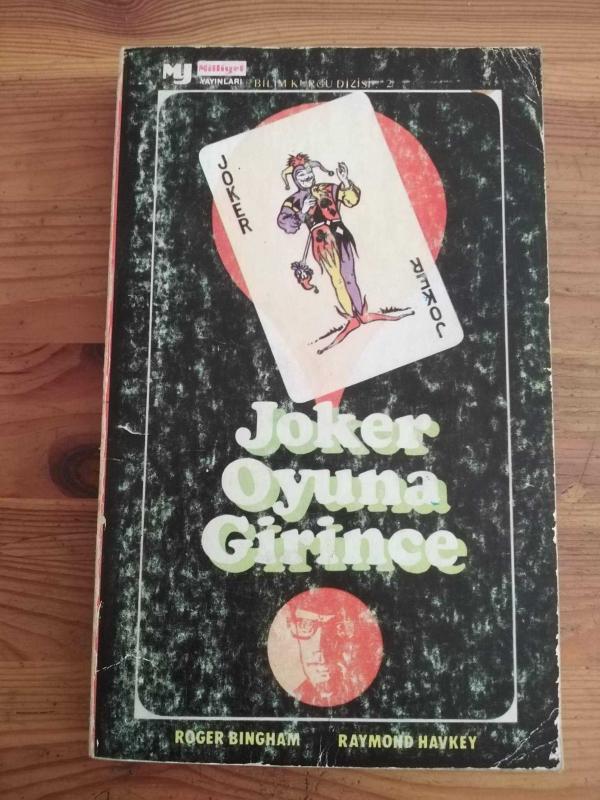 MJ Milliyet
YAYINLARI
BİLİM KURGU DİZİSİ : 2
JOKER
JOKER
Joker
Oyuna
Girince
ROGER BINGHAM RAYMOND HAVKEY